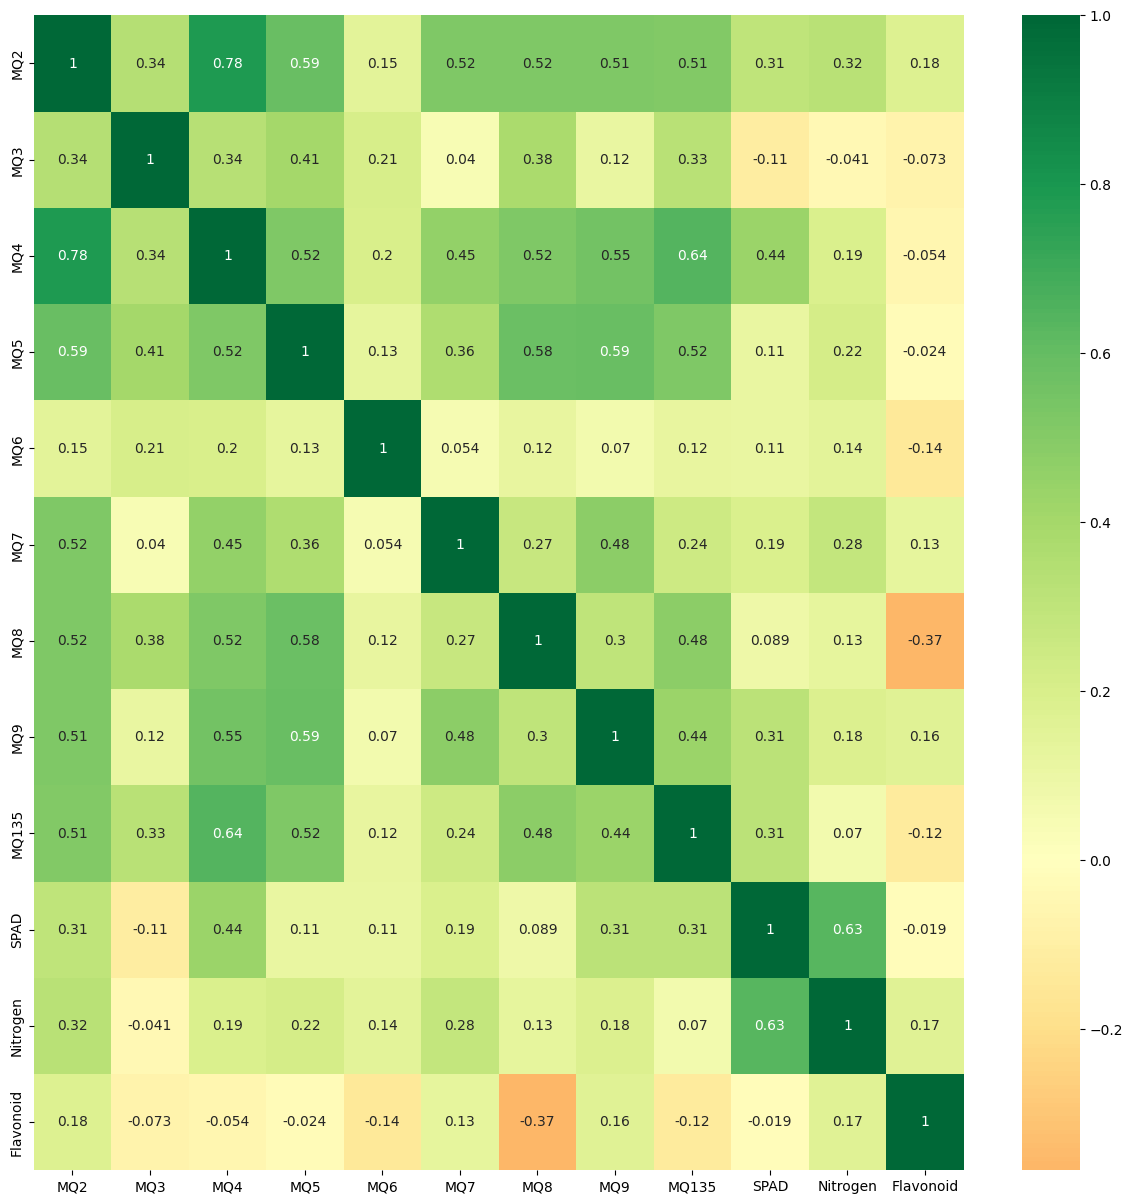 MQ2 1 0.34 0.78 0.59 0.15 0.52 0.52 0.51 0.51 0.31 0.32 0.18
MQ3 0.34 1 0.34 0.41 0.21 0.04 0.38 0.12 0.33 -0.11 -0.041 -0.073
MQ4 0.78 0.34 1 0.52 0.2 0.45 0.52 0.55 0.64 0.44 0.19 -0.054
MQ5 0.59 0.41 0.52 1 0.13 0.36 0.58 0.59 0.52 0.11 0.22 -0.024
MQ6 0.15 0.21 0.2 0.13 1 0.054 0.12 0.07 0.12 0.11 0.14 -0.14
MQ7 0.52 0.04 0.45 0.36 0.054 1 0.27 0.48 0.24 0.19 0.28 0.13
MQ8 0.52 0.38 0.52 0.58 0.12 0.27 1 0.3 0.48 0.089 0.13 -0.37
MQ9 0.51 0.12 0.55 0.59 0.07 0.48 0.3 1 0.44 0.31 0.18 0.16
MQ135 0.51 0.33 0.64 0.52 0.12 0.24 0.48 0.44 1 0.31 0.07 -0.12
SPAD 0.31 -0.11 0.44 0.11 0.11 0.19 0.089 0.31 0.31 1 0.63 -0.019
Nitrogen 0.32 -0.041 0.19 0.22 0.14 0.28 0.13 0.18 0.07 0.63 1 0.17
Flavonoid 0.18 -0.073 -0.054 -0.024 -0.14 0.13 -0.37 0.16 -0.12 -0.019 0.17 1
MQ2 MQ3 MQ4 MQ5 MQ6 MQ7 MQ8 MQ9 MQ135 SPAD Nitrogen Flavonoid
1.0
0.8
0.6
0.4
0.2
0.0
−0.2